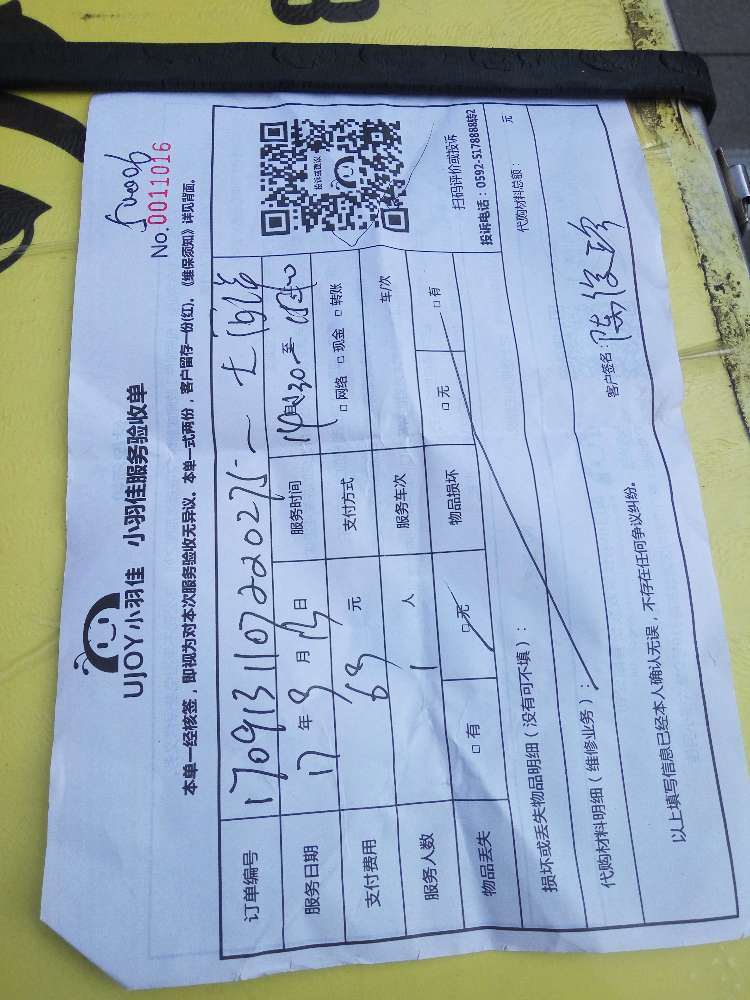 UJOY小羽佳 小羽佳服务验收单
No.0011016
本单一经核签，即视为对本次服务验收无异议。本单一式两份，客户留存一份(红)。《维保须知》详见背面。
订单编号 170913110722027
服务日期 17 年 9 月 日 服务时间 至
支付费用 63 元 支付方式 □ 网络 □ 现金 □ 转账
服务人数 1 人 服务车次 车/次
物品丢失 □ 有 □ 无 物品损坏 □ 无 □ 有
投诉或建议
扫码评价或投诉
投诉电话：0592-5178888转2
损坏或丢失物品明细（没有可不填）：
代购材料明细（维修业务）： 代购材料总额： 元
以上填写信息已经本人确认无误，不存在任何争议纠纷。 客户签名：陈